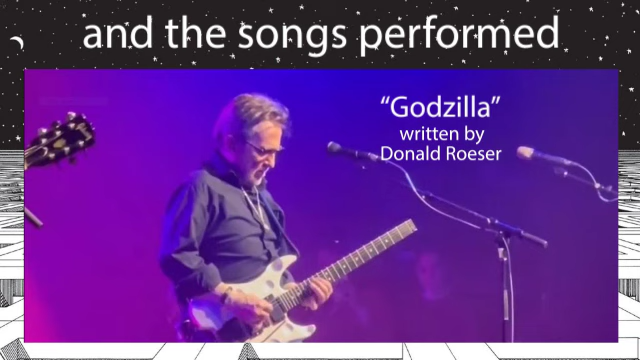 and the songs performed
“Godzilla”
written by
Donald Roeser